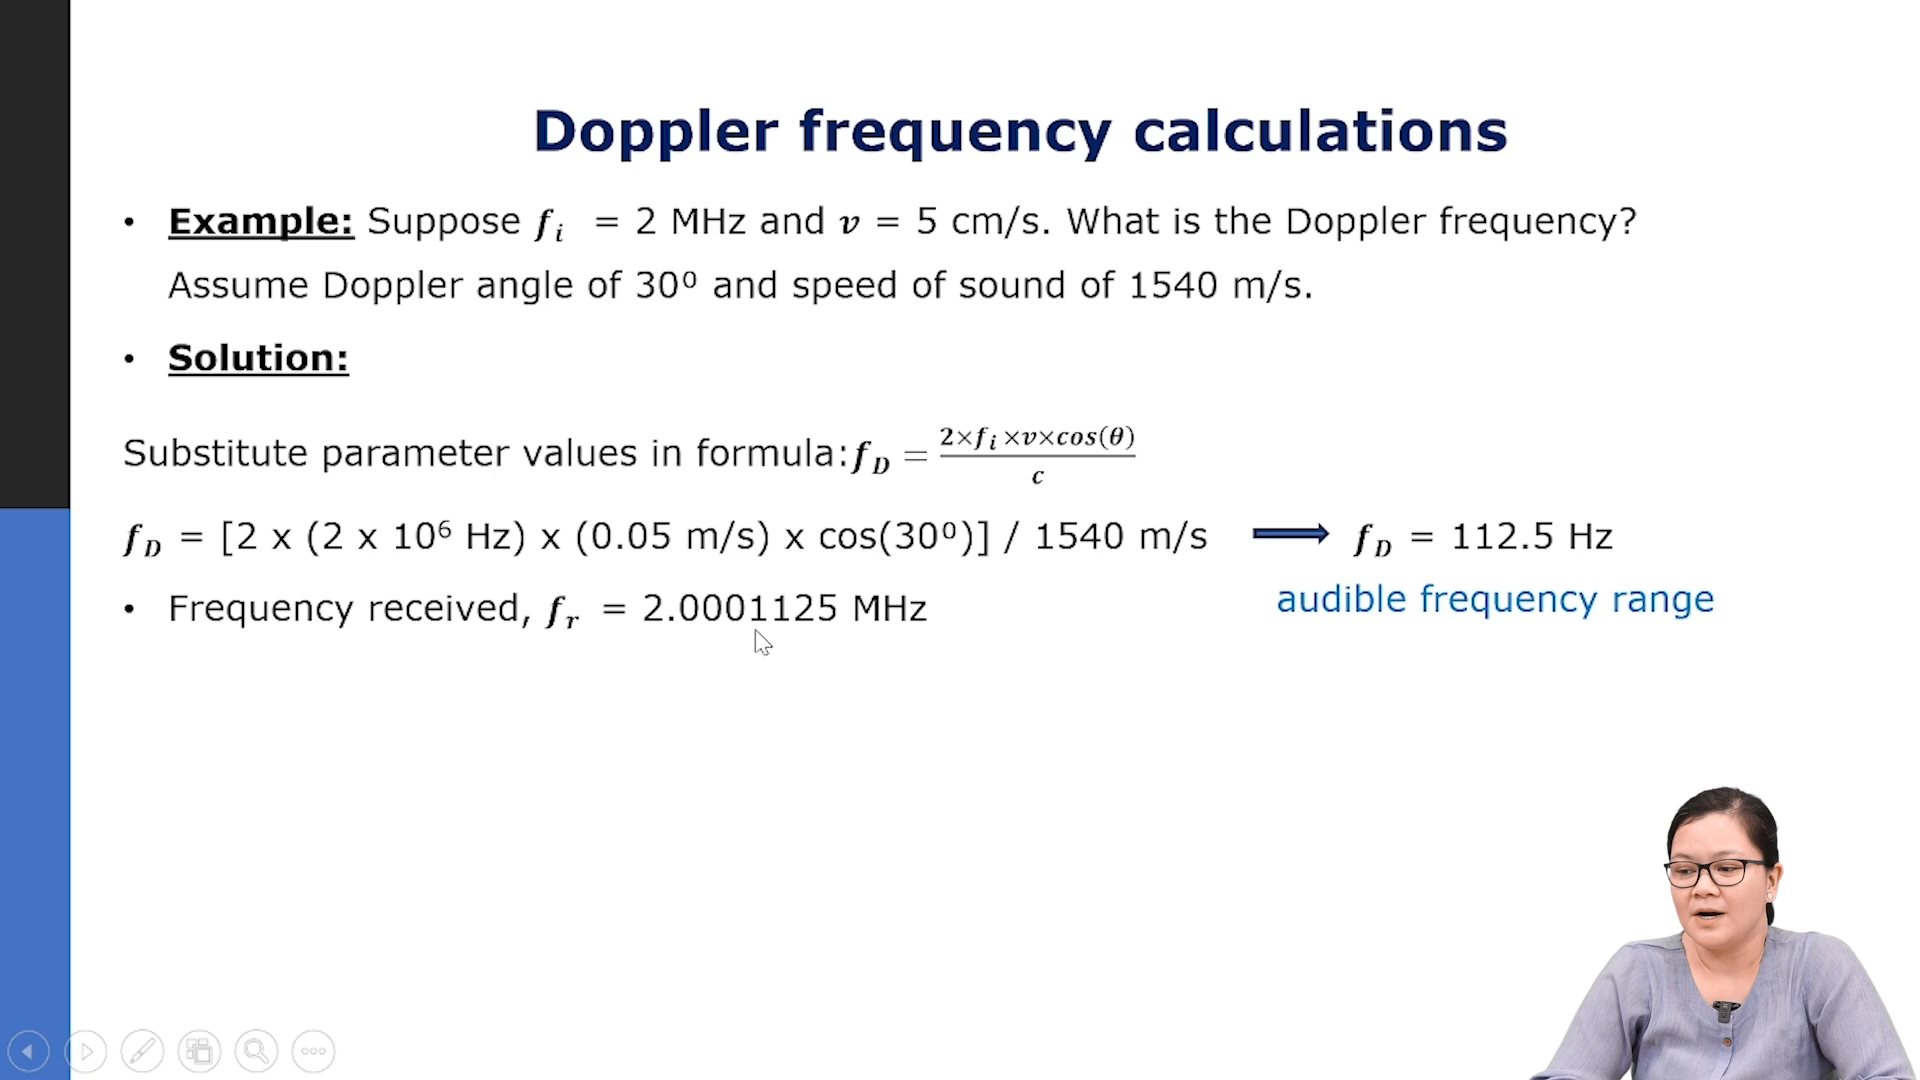 Doppler frequency calculations
• Example: Suppose 𝒇ᵢ = 2 MHz and 𝒗 = 5 cm/s. What is the Doppler frequency?
Assume Doppler angle of 30⁰ and speed of sound of 1540 m/s.
• Solution:
Substitute parameter values in formula: f_D = (2×f_i×v×cos(θ))/c
f_D = [2 x (2 x 10⁶ Hz) x (0.05 m/s) x cos(30⁰)] / 1540 m/s ⟹ f_D = 112.5 Hz
audible frequency range
• Frequency received, f_r = 2.0001125 MHz